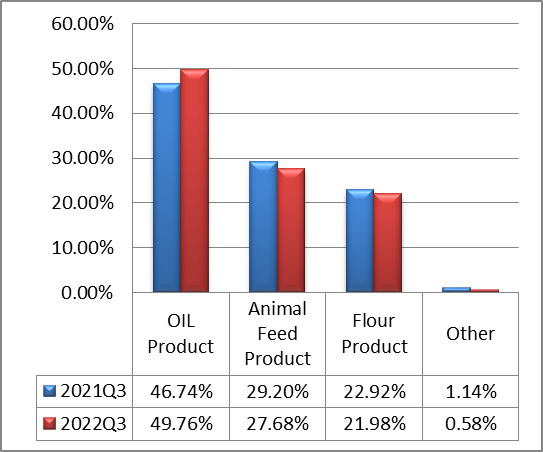 60.00%
50.00%
40.00%
30.00%
20.00%
10.00%
0.00%
OIL Product
Animal Feed Product
Flour Product
Other
2021Q3 46.74% 29.20% 22.92% 1.14%
2022Q3 49.76% 27.68% 21.98% 0.58%